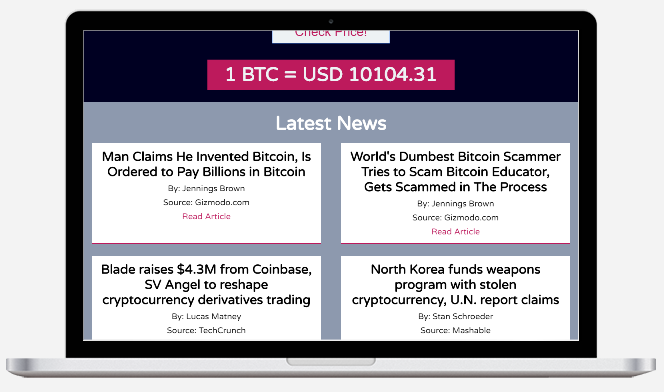 Check Price!
1 BTC = USD 10104.31
Latest News
Man Claims He Invented Bitcoin, Is
Ordered to Pay Billions in Bitcoin
By: Jennings Brown
Source: Gizmodo.com
Read Article
World's Dumbest Bitcoin Scammer
Tries to Scam Bitcoin Educator,
Gets Scammed in The Process
By: Jennings Brown
Source: Gizmodo.com
Read Article
Blade raises $4.3M from Coinbase,
SV Angel to reshape
cryptocurrency derivatives trading
By: Lucas Matney
Source: TechCrunch
North Korea funds weapons
program with stolen
cryptocurrency, U.N. report claims
By: Stan Schroeder
Source: Mashable